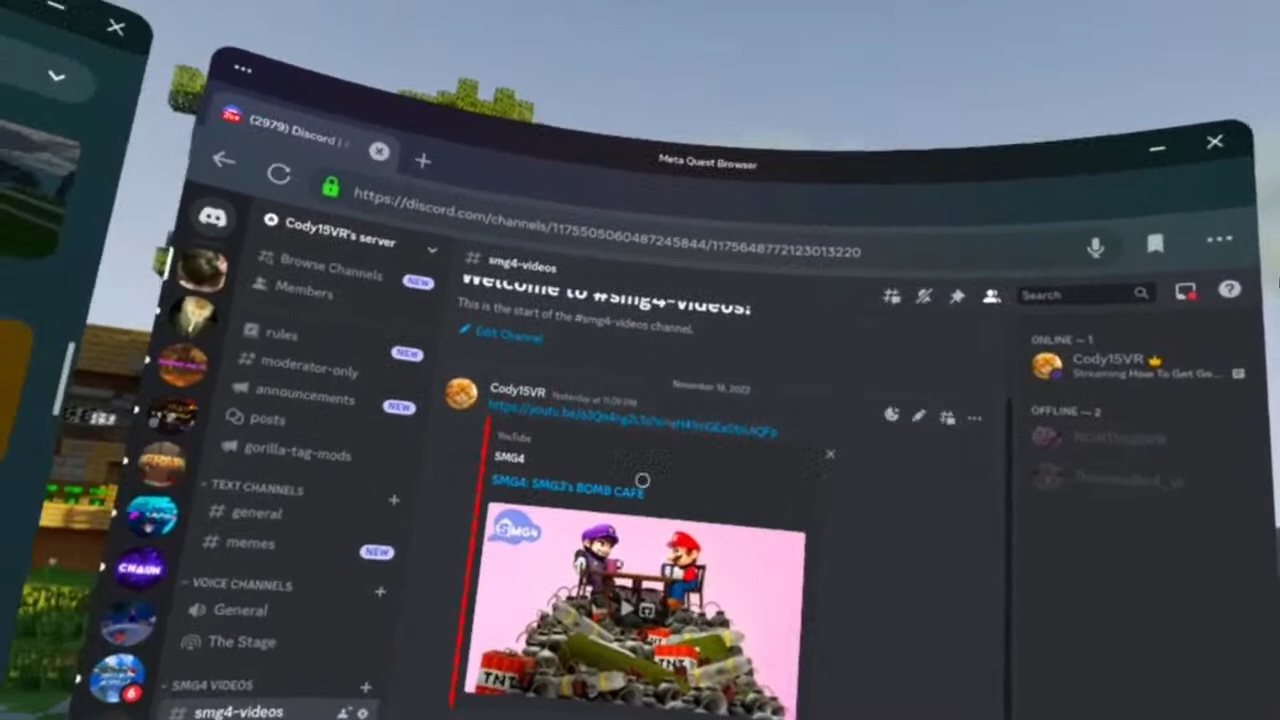 Meta Quest Browser
(2979) Discord |
https://discord.com/channels/1175505060487245844/1175648772123013220
Cody15VR's server
Browse Channels
NEW
Members
rules
moderator-only
NEW
announcements
posts
NEW
gorilla-tag-mods
TEXT CHANNELS
general
memes
NEW
VOICE CHANNELS
General
The Stage
SMG4 VIDEOS
smg4-videos
smg4-videos
Welcome to #smg4-videos!
This is the start of the #smg4-videos channel.
Edit Channel
Cody15VR Yesterday at
YouTube
SMG4
SMG4: SMG3's BOMB CAFE
SMG4
TNT
TNT
Search
ONLINE — 1
Cody15VR
Streaming How To Get Go...
OFFLINE — 2
6